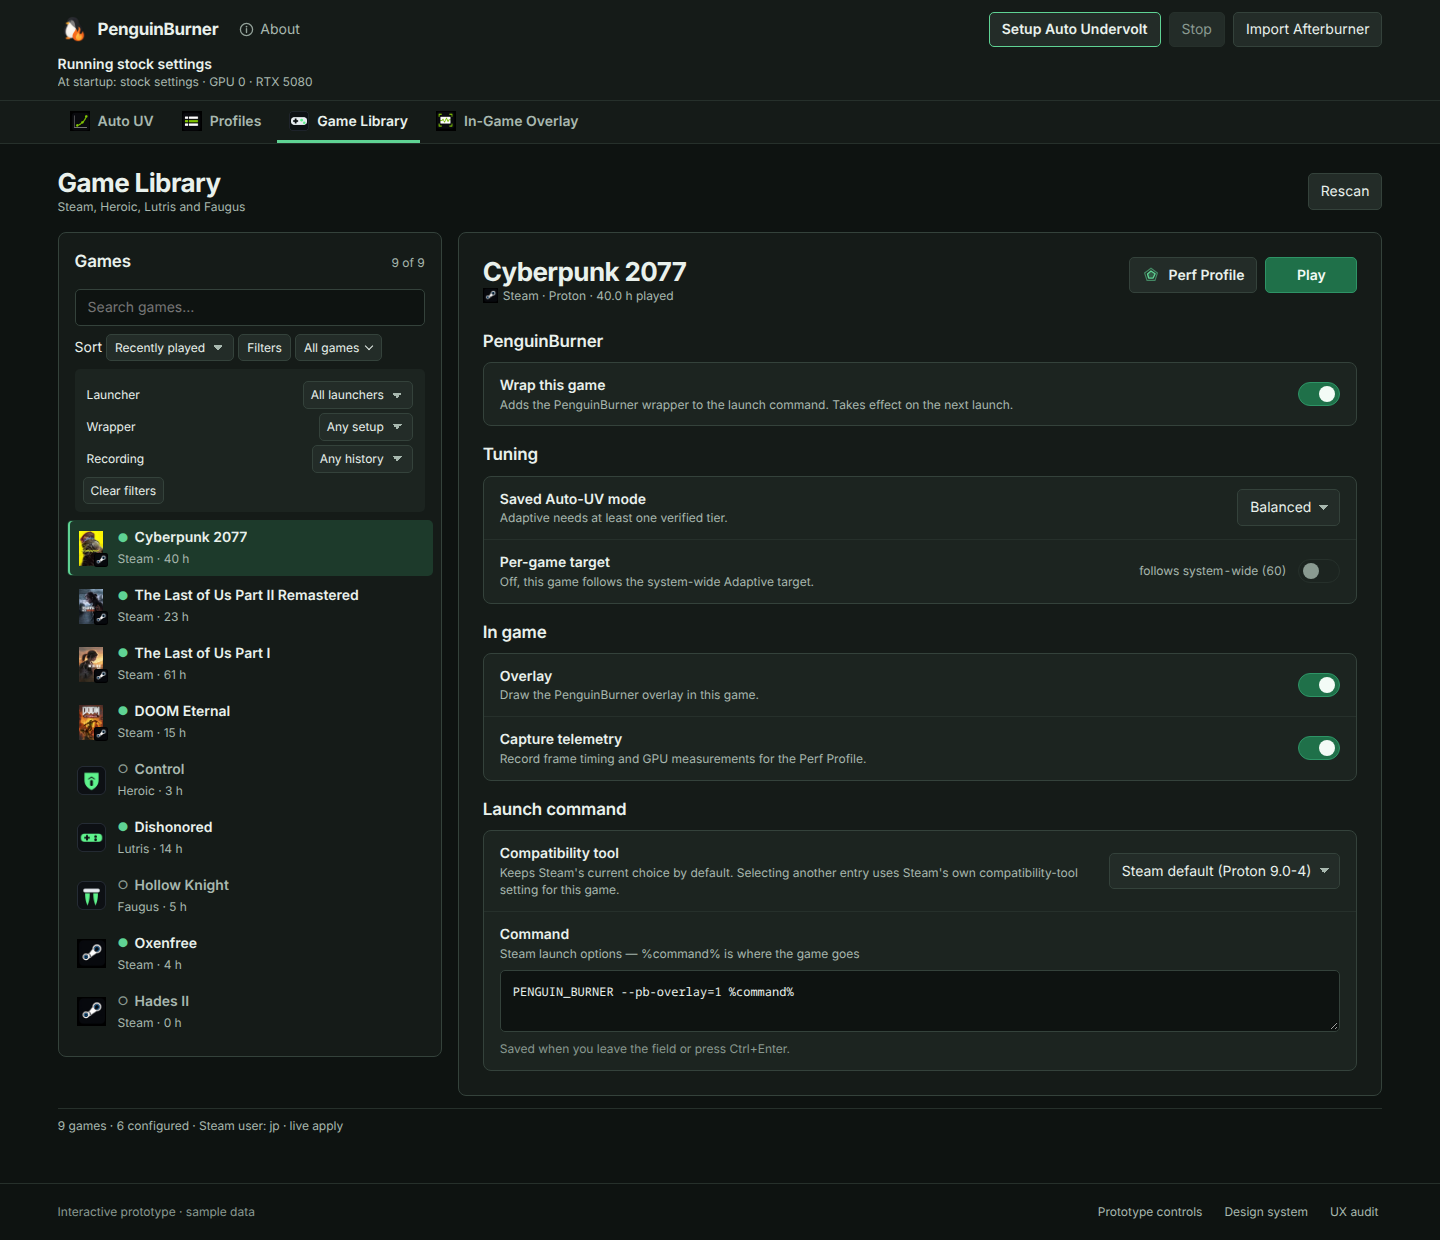 PenguinBurner
About
Setup Auto Undervolt
Stop
Import Afterburner
Running stock settings
At startup: stock settings · GPU 0 · RTX 5080
Auto UV
Profiles
Game Library
In-Game Overlay
Game Library
Steam, Heroic, Lutris and Faugus
Rescan
Games
9 of 9
Search games...
Sort
Recently played
Filters
All games
Launcher
All launchers
Wrapper
Any setup
Recording
Any history
Clear filters
Cyberpunk 2077
Steam · 40 h
The Last of Us Part II Remastered
Steam · 23 h
The Last of Us Part I
Steam · 61 h
DOOM Eternal
Steam · 15 h
Control
Heroic · 3 h
Dishonored
Lutris · 14 h
Hollow Knight
Faugus · 5 h
Oxenfree
Steam · 4 h
Hades II
Steam · 0 h
Cyberpunk 2077
Steam · Proton · 40.0 h played
Perf Profile
Play
PenguinBurner
Wrap this game
Adds the PenguinBurner wrapper to the launch command. Takes effect on the next launch.
Tuning
Saved Auto-UV mode
Adaptive needs at least one verified tier.
Balanced
Per-game target
Off, this game follows the system-wide Adaptive target.
follows system-wide (60)
In game
Overlay
Draw the PenguinBurner overlay in this game.
Capture telemetry
Record frame timing and GPU measurements for the Perf Profile.
Launch command
Compatibility tool
Keeps Steam's current choice by default. Selecting another entry uses Steam's own compatibility-tool
setting for this game.
Steam default (Proton 9.0-4)
Command
Steam launch options — %command% is where the game goes
PENGUIN_BURNER --pb-overlay=1 %command%
Saved when you leave the field or press Ctrl+Enter.
9 games · 6 configured · Steam user: jp · live apply
Interactive prototype · sample data
Prototype controls
Design system
UX audit